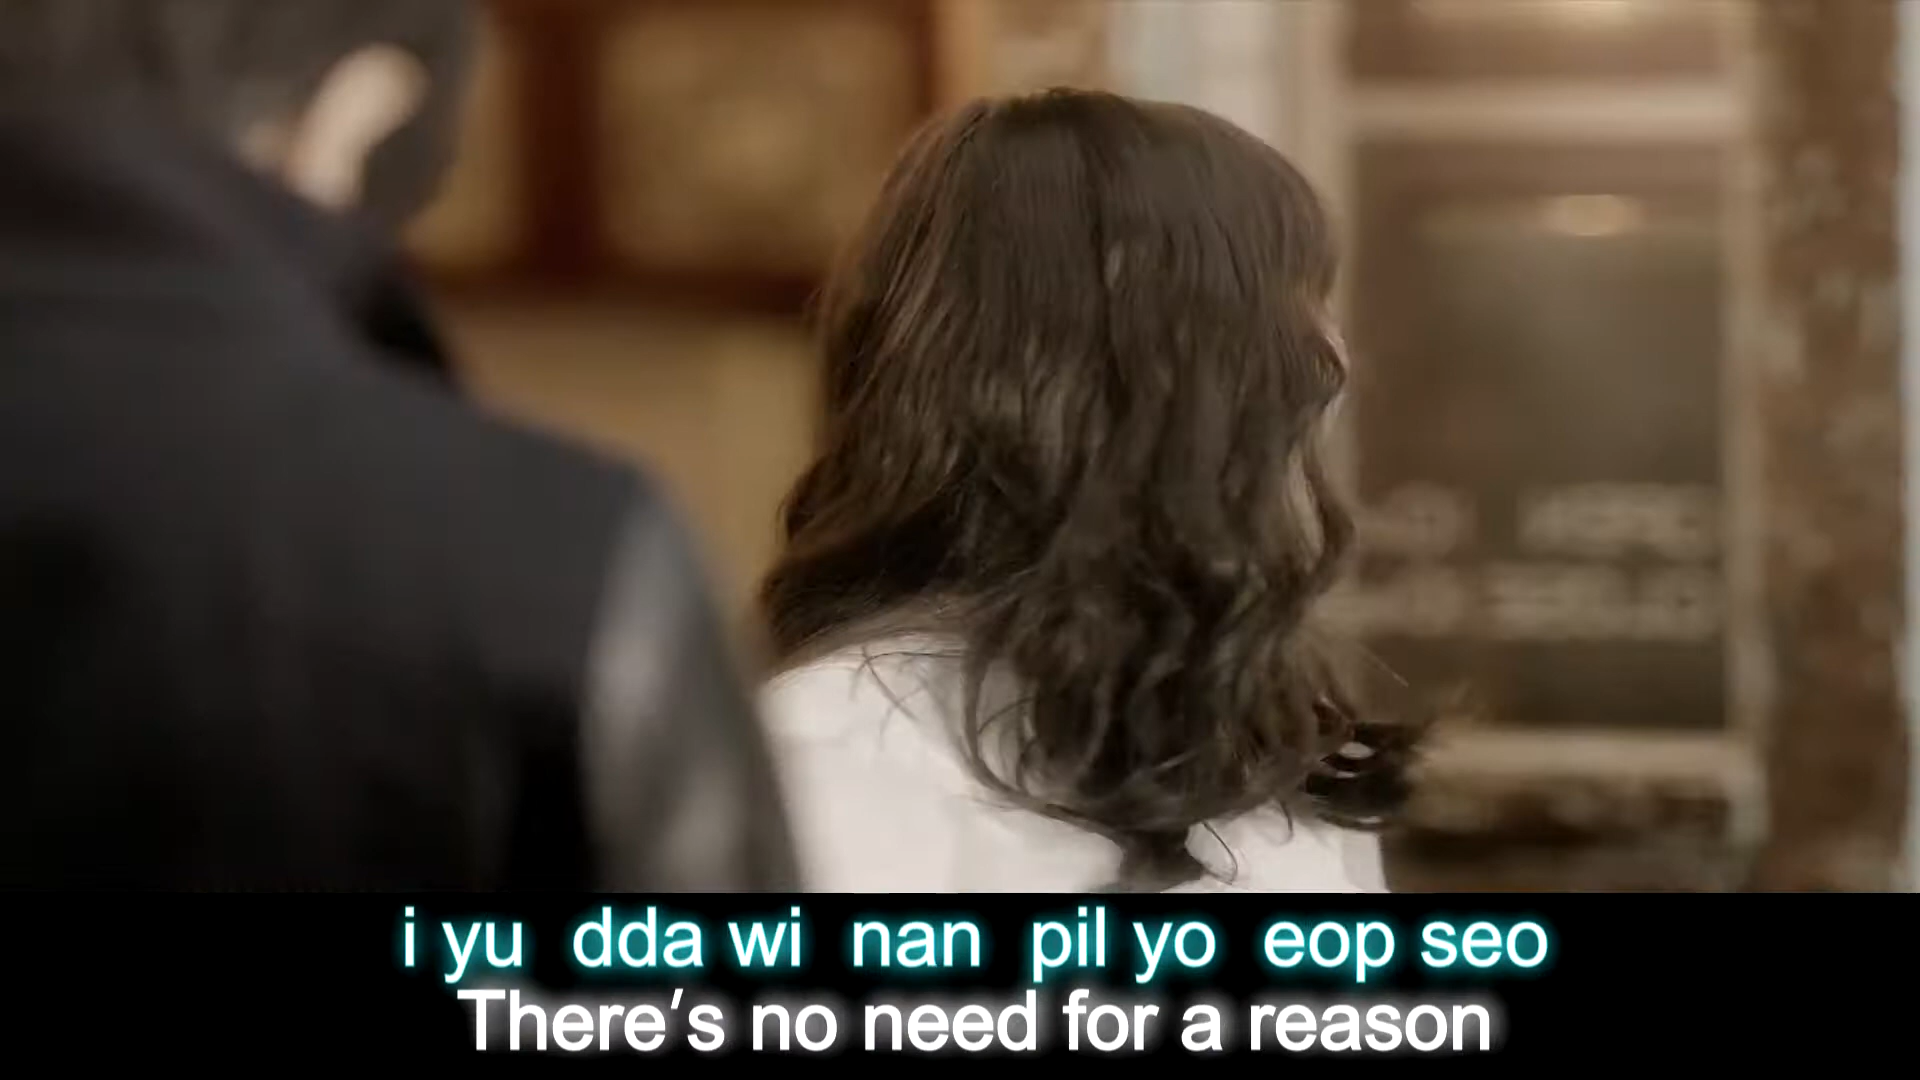 i yu dda wi nan pil yo eop seo
There's no need for a reason